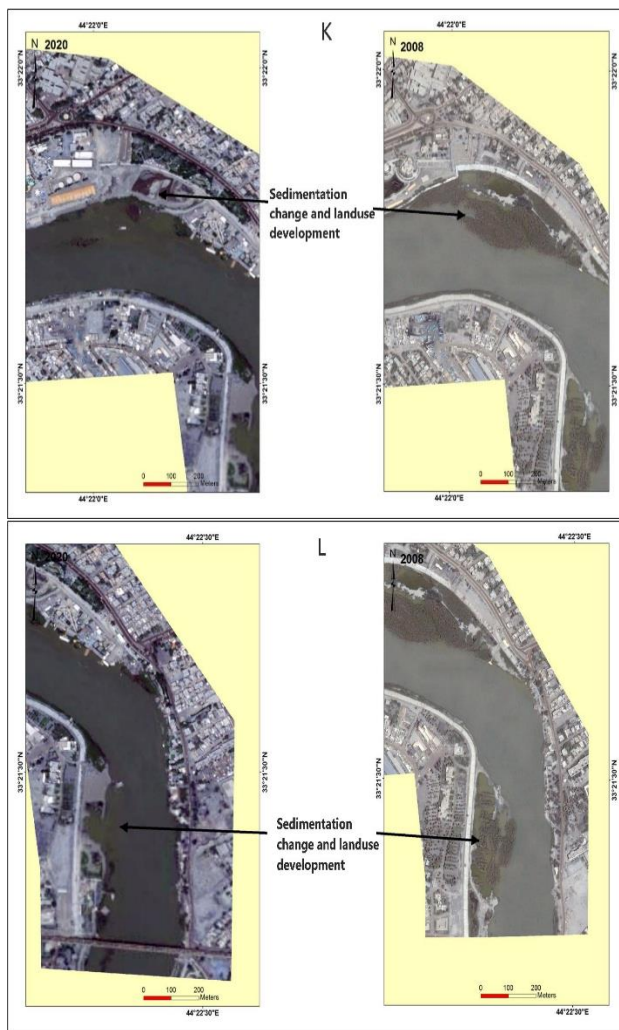 44°22'0"E
K
N 2020
33°22'0"N
33°22'0"N
2008
33°22'0"N
33°22'0"N
Sedimentation
change and landuse
development
33°21'30"N
33°21'30"N
33°21'30"N
0 100 200
Meters
0 100 200
Meters
44°22'0"E
44°22'0"E
44°22'30"E
L
44°22'30"E
N 2020
2008
33°21'30"N
33°21'30"N
33°21'30"N
33°21'30"N
Sedimentation
change and landuse
development
0 100 200
Meters
0 100 200
Meters
44°22'30"E
44°22'30"E